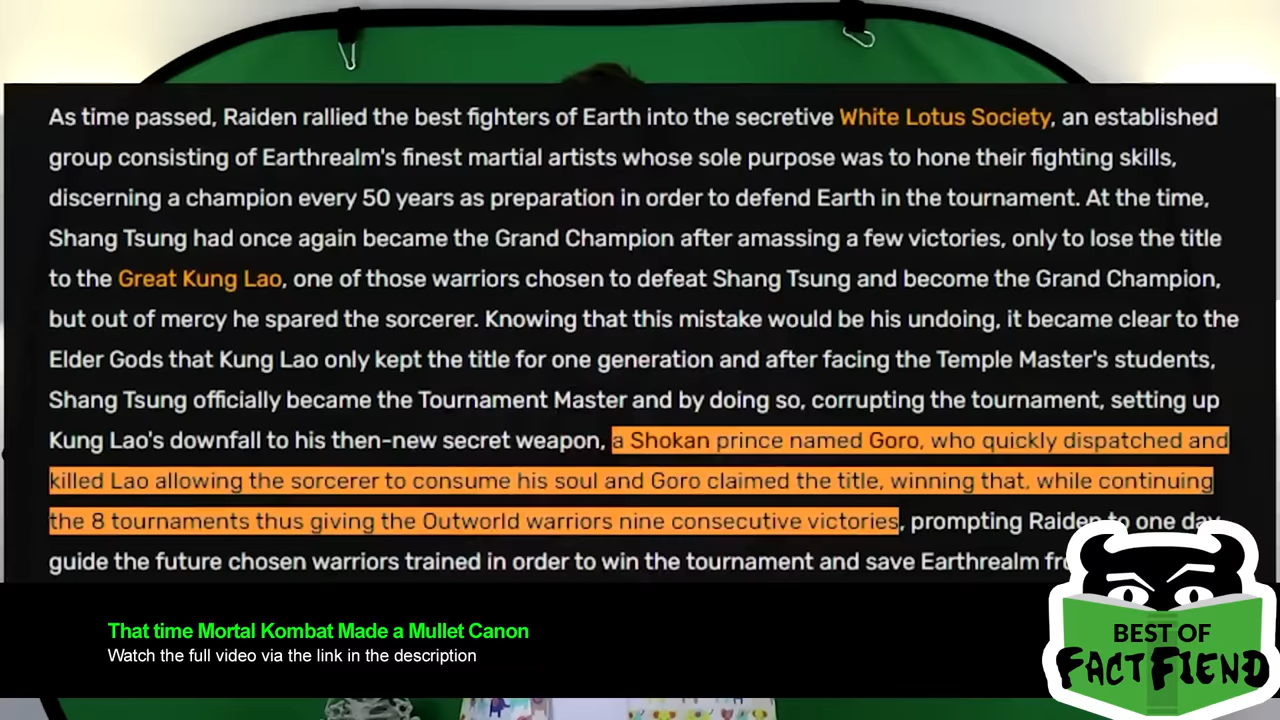 As time passed, Raiden rallied the best fighters of Earth into the secretive White Lotus Society, an established
group consisting of Earthrealm's finest martial artists whose sole purpose was to hone their fighting skills,
discerning a champion every 50 years as preparation in order to defend Earth in the tournament. At the time,
Shang Tsung had once again became the Grand Champion after amassing a few victories, only to lose the title
to the Great Kung Lao, one of those warriors chosen to defeat Shang Tsung and become the Grand Champion,
but out of mercy he spared the sorcerer. Knowing that this mistake would be his undoing, it became clear to the
Elder Gods that Kung Lao only kept the title for one generation and after facing the Temple Master's students,
Shang Tsung officially became the Tournament Master and by doing so, corrupting the tournament, setting up
Kung Lao's downfall to his then-new secret weapon, a Shokan prince named Goro, who quickly dispatched and
killed Lao allowing the sorcerer to consume his soul and Goro claimed the title, winning that, while continuing
the 8 tournaments thus giving the Outworld warriors nine consecutive victories, prompting Raiden to one day
guide the future chosen warriors trained in order to win the tournament and save Earthrealm
That time Mortal Kombat Made a Mullet Canon
Watch the full video via the link in the description
BEST OF
FACT FIEND